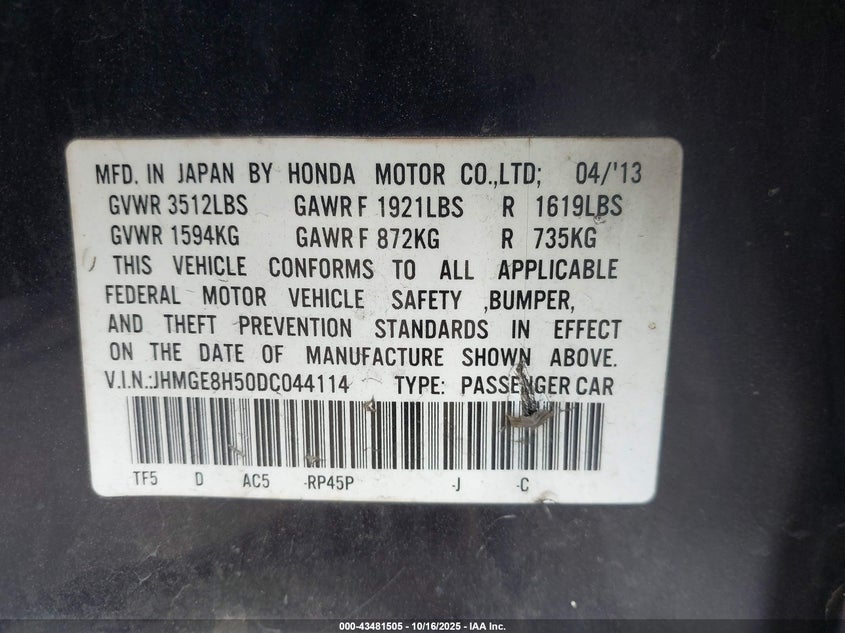 MFD. IN JAPAN BY HONDA MOTOR CO.,LTD; 04/'13
GVWR 3512LBS GAWR F 1921LBS R 1619LBS
GVWR 1594KG GAWR F 872KG R 735KG
THIS VEHICLE CONFORMS TO ALL APPLICABLE
FEDERAL MOTOR VEHICLE SAFETY ,BUMPER,
AND THEFT PREVENTION STANDARDS IN EFFECT
ON THE DATE OF MANUFACTURE SHOWN ABOVE.
V.I.N.:JHMGE8H50DC044114 TYPE: PASSENGER CAR
TF5 D AC5 -RP45P -J -C
000-43481505 - 10/16/2025 - IAA Inc.